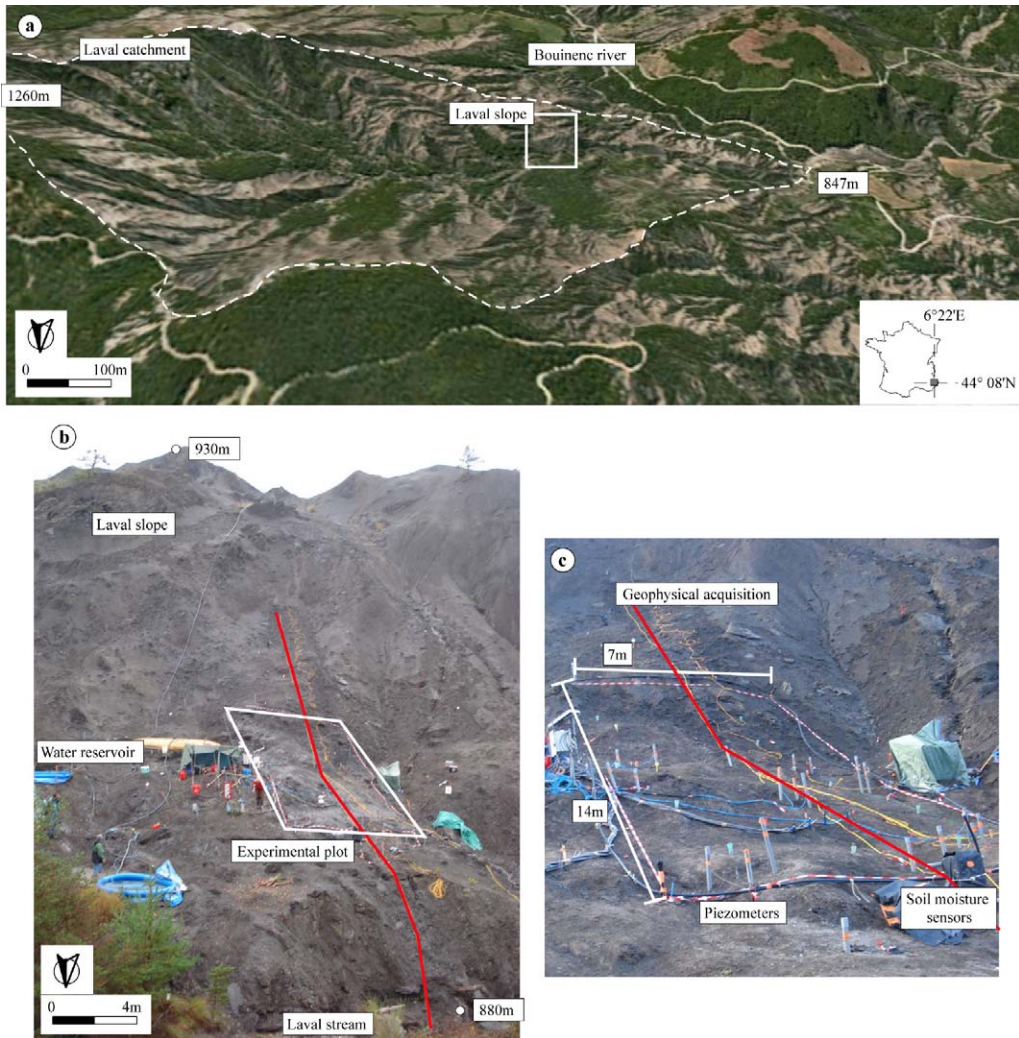 a
Laval catchment
Bouinenc river
1260m
Laval slope
847m
6°22'E
44° 08'N
0 100m
b
930m
Laval slope
Water reservoir
Experimental plot
0 4m
880m
Laval stream
c
Geophysical acquisition
7m
14m
Piezometers
Soil moisture
sensors